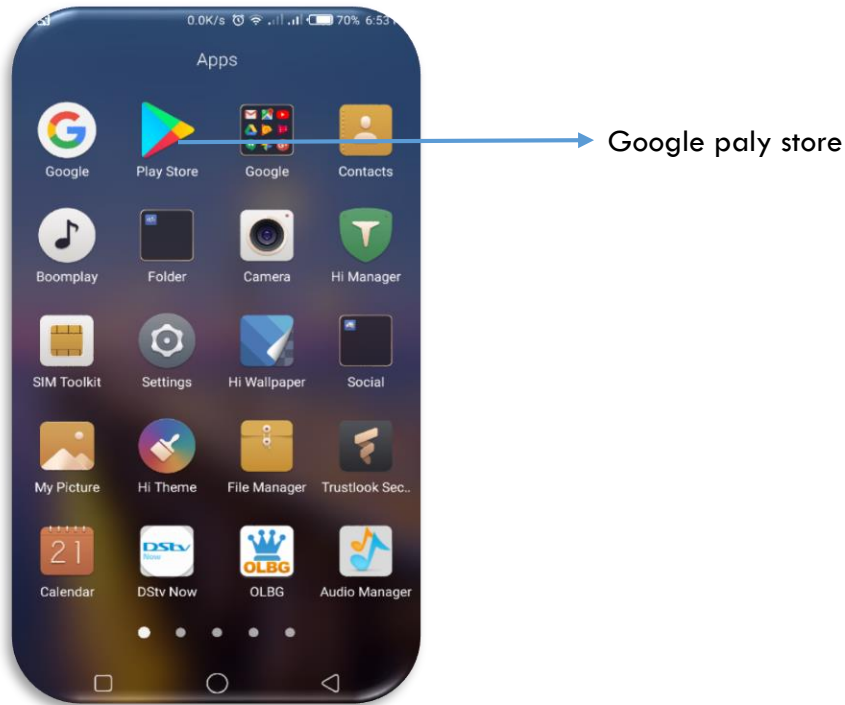 0.0K/s 70% 6:53
Apps
Google paly store
Google Play Store Google Contacts
Boomplay Folder Camera Hi Manager
SIM Toolkit Settings Hi Wallpaper Social
My Picture Hi Theme File Manager Trustlook Sec..
21 DStv Now OLBG
Calendar DStv Now OLBG Audio Manager